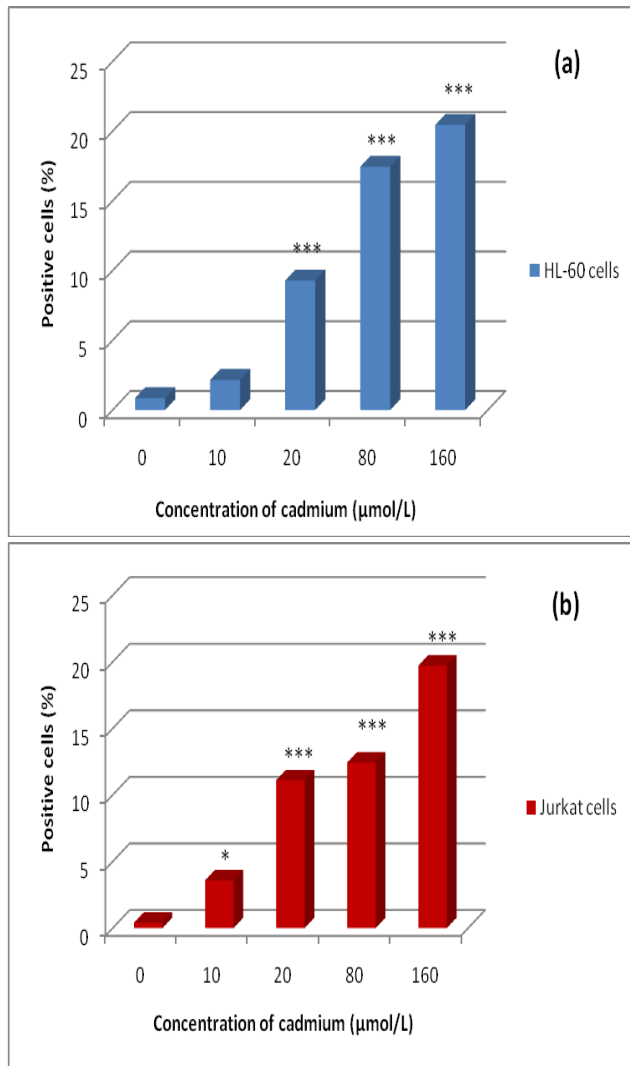 (a)
25
20
15
10
5
0
Positive cells (%)
***
***
***
HL-60 cells
0 10 20 80 160
Concentration of cadmium (µmol/L)
(b)
25
20
15
10
5
0
Positive cells (%)
***
***
***
*
Jurkat cells
0 10 20 80 160
Concentration of cadmium (µmol/L)